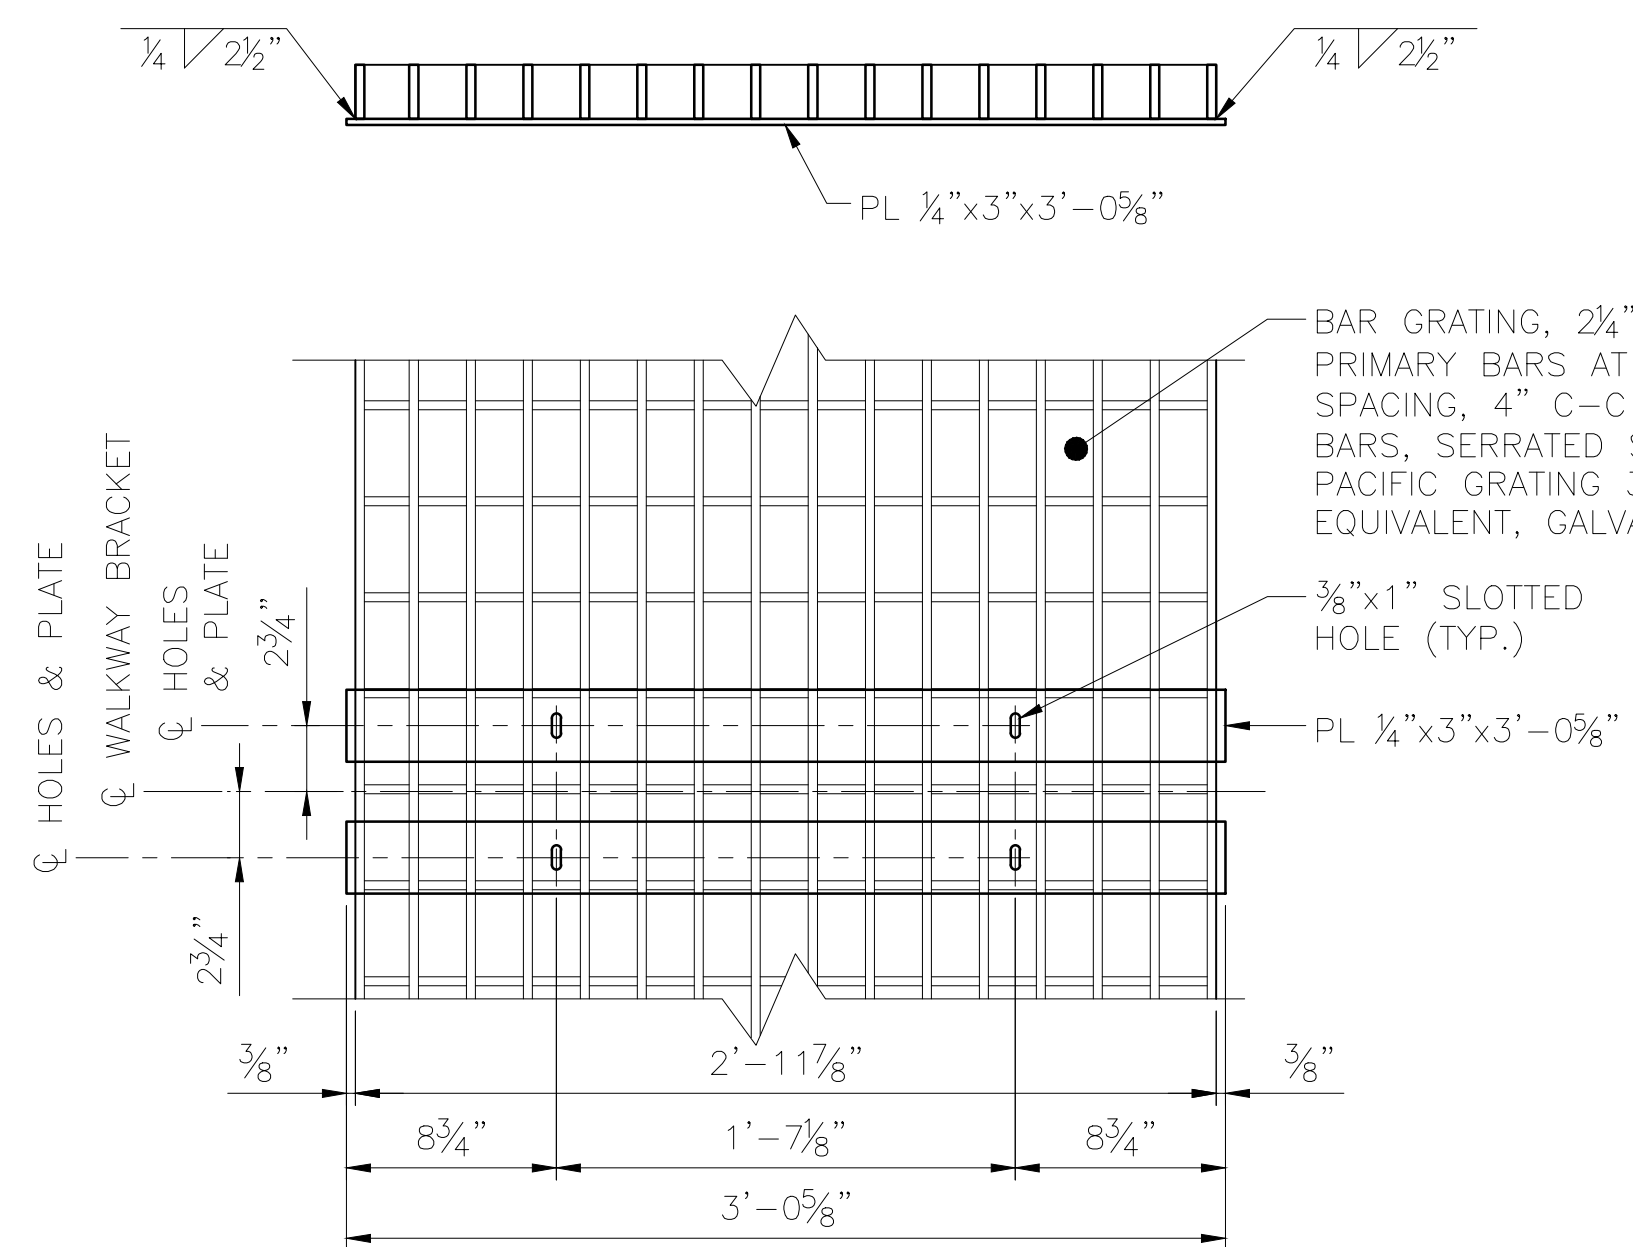 ¼ 2½"
¼ 2½"
PL ¼"x3"x3'-0⅝"
BAR GRATING, 2¼"
PRIMARY BARS AT
SPACING, 4" C-C
BARS, SERRATED
PACIFIC GRATING
EQUIVALENT,
⅜"x1" SLOTTED
HOLE (TYP.)
PL ¼"x3"x3'-0⅝"
℄ HOLES & PLATE
℄ WALKWAY BRACKET
℄ HOLES
& PLATE
2¾"
2¾"
⅜"
2'-11⅞"
⅜"
8¾"
1'-7⅛"
8¾"
3'-0⅝"